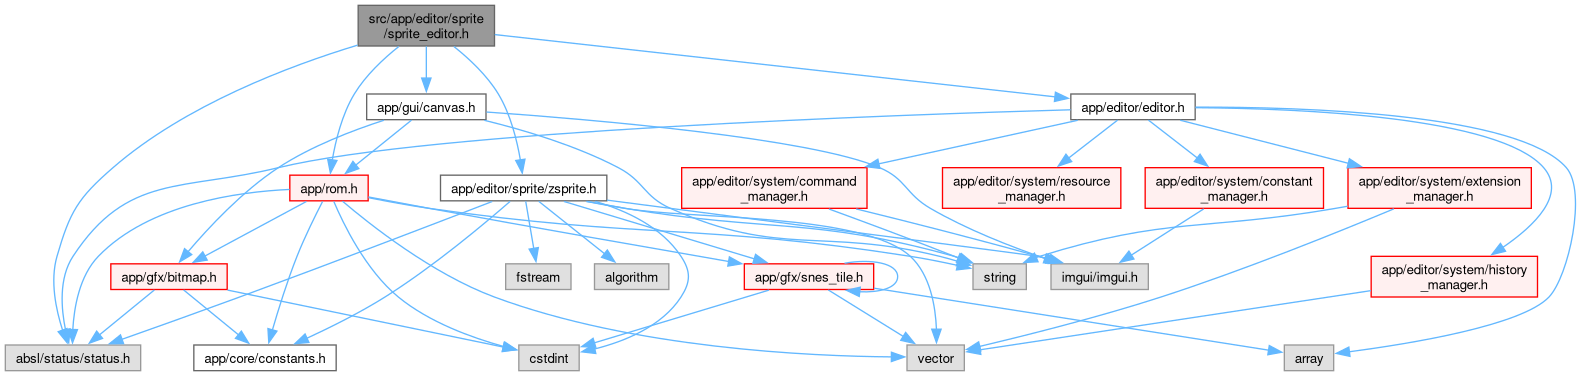 src/app/editor/sprite
/sprite_editor.h
app/gui/canvas.h
app/editor/editor.h
app/rom.h
app/editor/sprite/zsprite.h
app/editor/system/command
_manager.h
app/editor/system/resource
_manager.h
app/editor/system/constant
_manager.h
app/editor/system/extension
_manager.h
app/gfx/bitmap.h
fstream
algorithm
app/gfx/snes_tile.h
string
imgui/imgui.h
app/editor/system/history
_manager.h
absl/status/status.h
app/core/constants.h
cstdint
vector
array